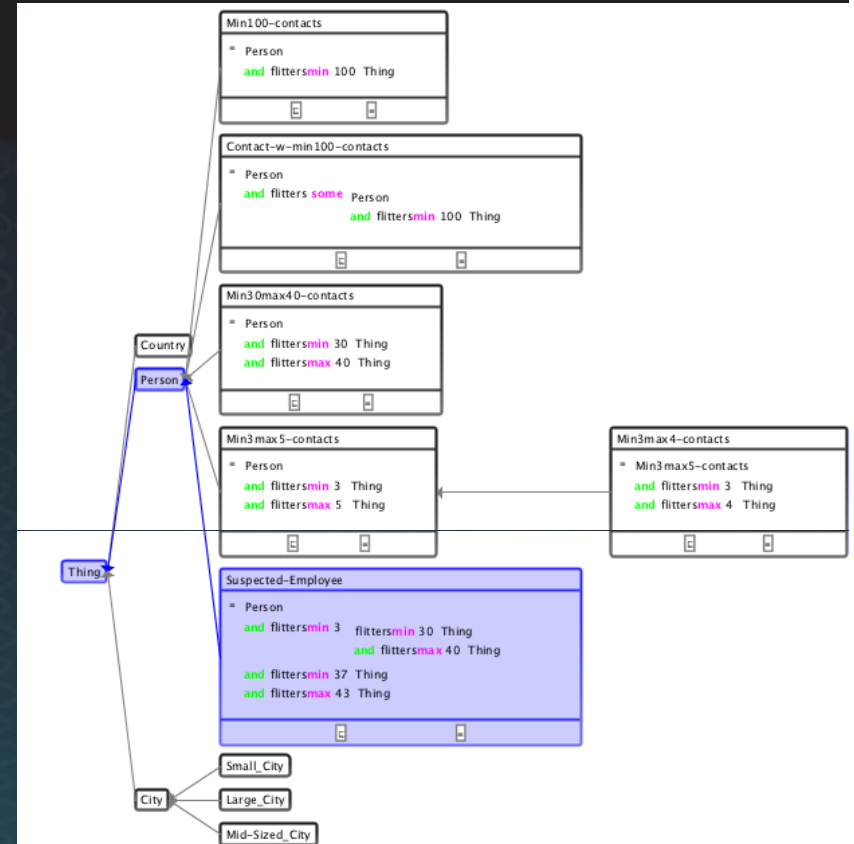 Min100-contacts
≡ Person
and flittersmin 100 Thing
⊑ ≡
Contact-w-min100-contacts
≡ Person
and flitters some Person
and flittersmin 100 Thing
⊑ ≡
Min30max40-contacts
≡ Person
and flittersmin 30 Thing
and flittersmax 40 Thing
⊑ ≡
Country
Person
Min3max5-contacts
≡ Person
and flittersmin 3 Thing
and flittersmax 5 Thing
⊑ ≡
Min3max4-contacts
≡ Min3max5-contacts
and flittersmin 3 Thing
and flittersmax 4 Thing
⊑ ≡
Thing
Suspected-Employee
≡ Person
and flittersmin 3 flittersmin 30 Thing
and flittersmax 40 Thing
and flittersmin 37 Thing
and flittersmax 43 Thing
⊑ ≡
City
Small_City
Large_City
Mid-Sized_City